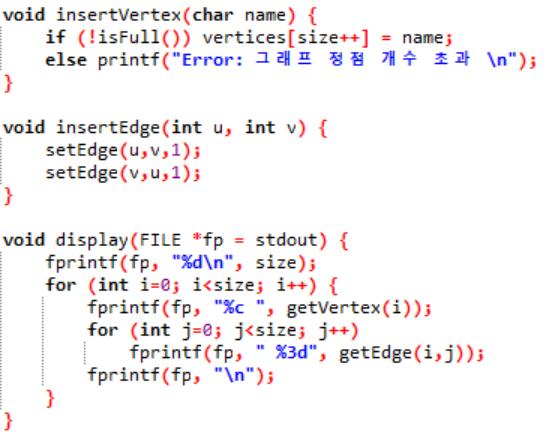 void insertVertex(char name) {
    if (!isFull()) vertices[size++] = name;
    else printf("Error: 그래프 정점 개수 초과 \n");
}
void insertEdge(int u, int v) {
    setEdge(u,v,1);
    setEdge(v,u,1);
}
void display(FILE *fp = stdout) {
    fprintf(fp, "%d\n", size);
    for (int i=0; i<size; i++) {
        fprintf(fp, "%c ", getVertex(i));
        for (int j=0; j<size; j++)
            fprintf(fp, " %3d", getEdge(i,j));
        fprintf(fp, "\n");
    }
}